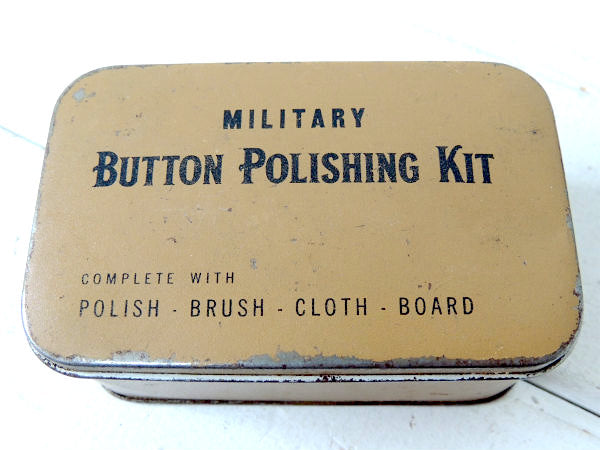 MILITARY
BUTTON POLISHING KIT
COMPLETE WITH
POLISH - BRUSH - CLOTH - BOARD